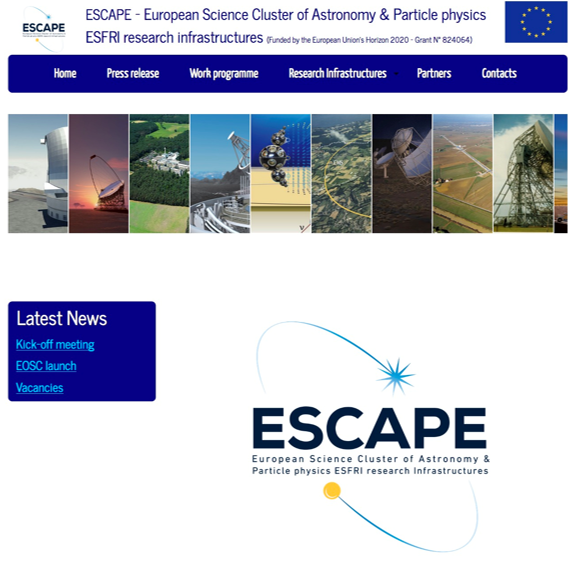 ESCAPE
ESCAPE - European Science Cluster of Astronomy & Particle physics
ESFRI research infrastructures (Funded by the European Union's Horizon 2020 - Grant N° 824064)
Home Press release Work programme Research Infrastructures Partners Contacts
Latest News
Kick-off meeting
EOSC launch
Vacancies
ESCAPE
European Science Cluster of Astronomy &
Particle physics ESFRI research Infrastructures